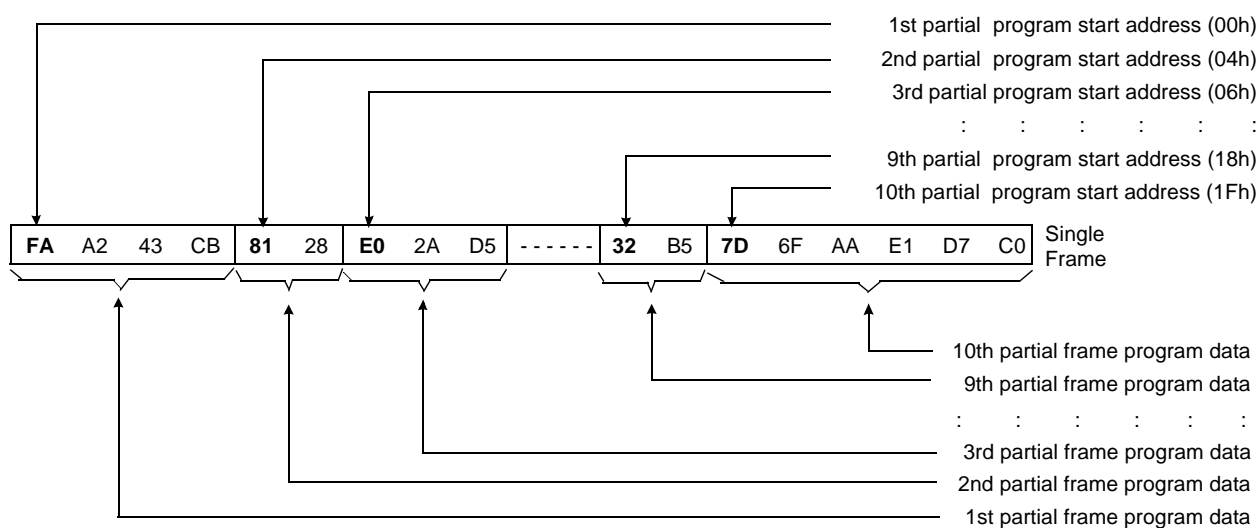 1st partial program start address (00h)
2nd partial program start address (04h)
3rd partial program start address (06h)
: : : : : :
9th partial program start address (18h)
10th partial program start address (1Fh)
FA A2 43 CB 81 28 E0 2A D5 - - - - - - 32 B5 7D 6F AA E1 D7 C0
Single
Frame
10th partial frame program data
9th partial frame program data
: : : : : :
3rd partial frame program data
2nd partial frame program data
1st partial frame program data